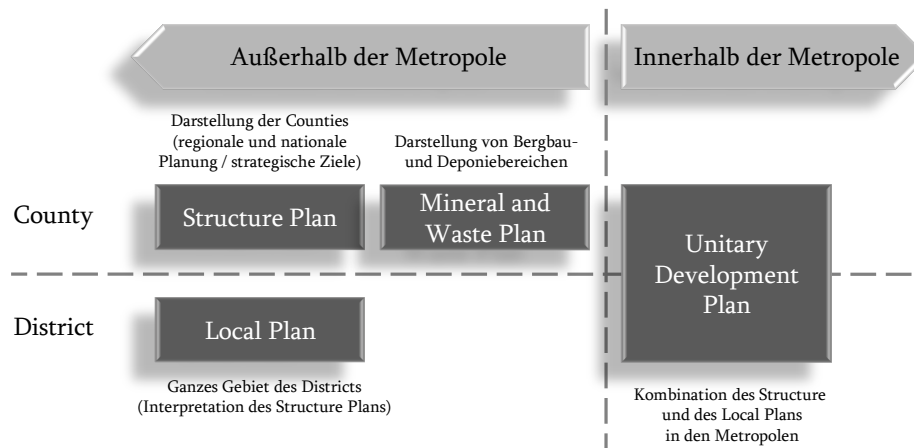 Außerhalb der Metropole
Innerhalb der Metropole
Darstellung der Counties
(regionale und nationale
Planung / strategische Ziele)
Darstellung von Bergbau-
und Deponiebereichen
County
Structure Plan
Mineral and
Waste Plan
Unitary
Development
Plan
District
Local Plan
Ganzes Gebiet des Districts
(Interpretation des Structure Plans)
Kombination des Structure
und des Local Plans
in den Metropolen